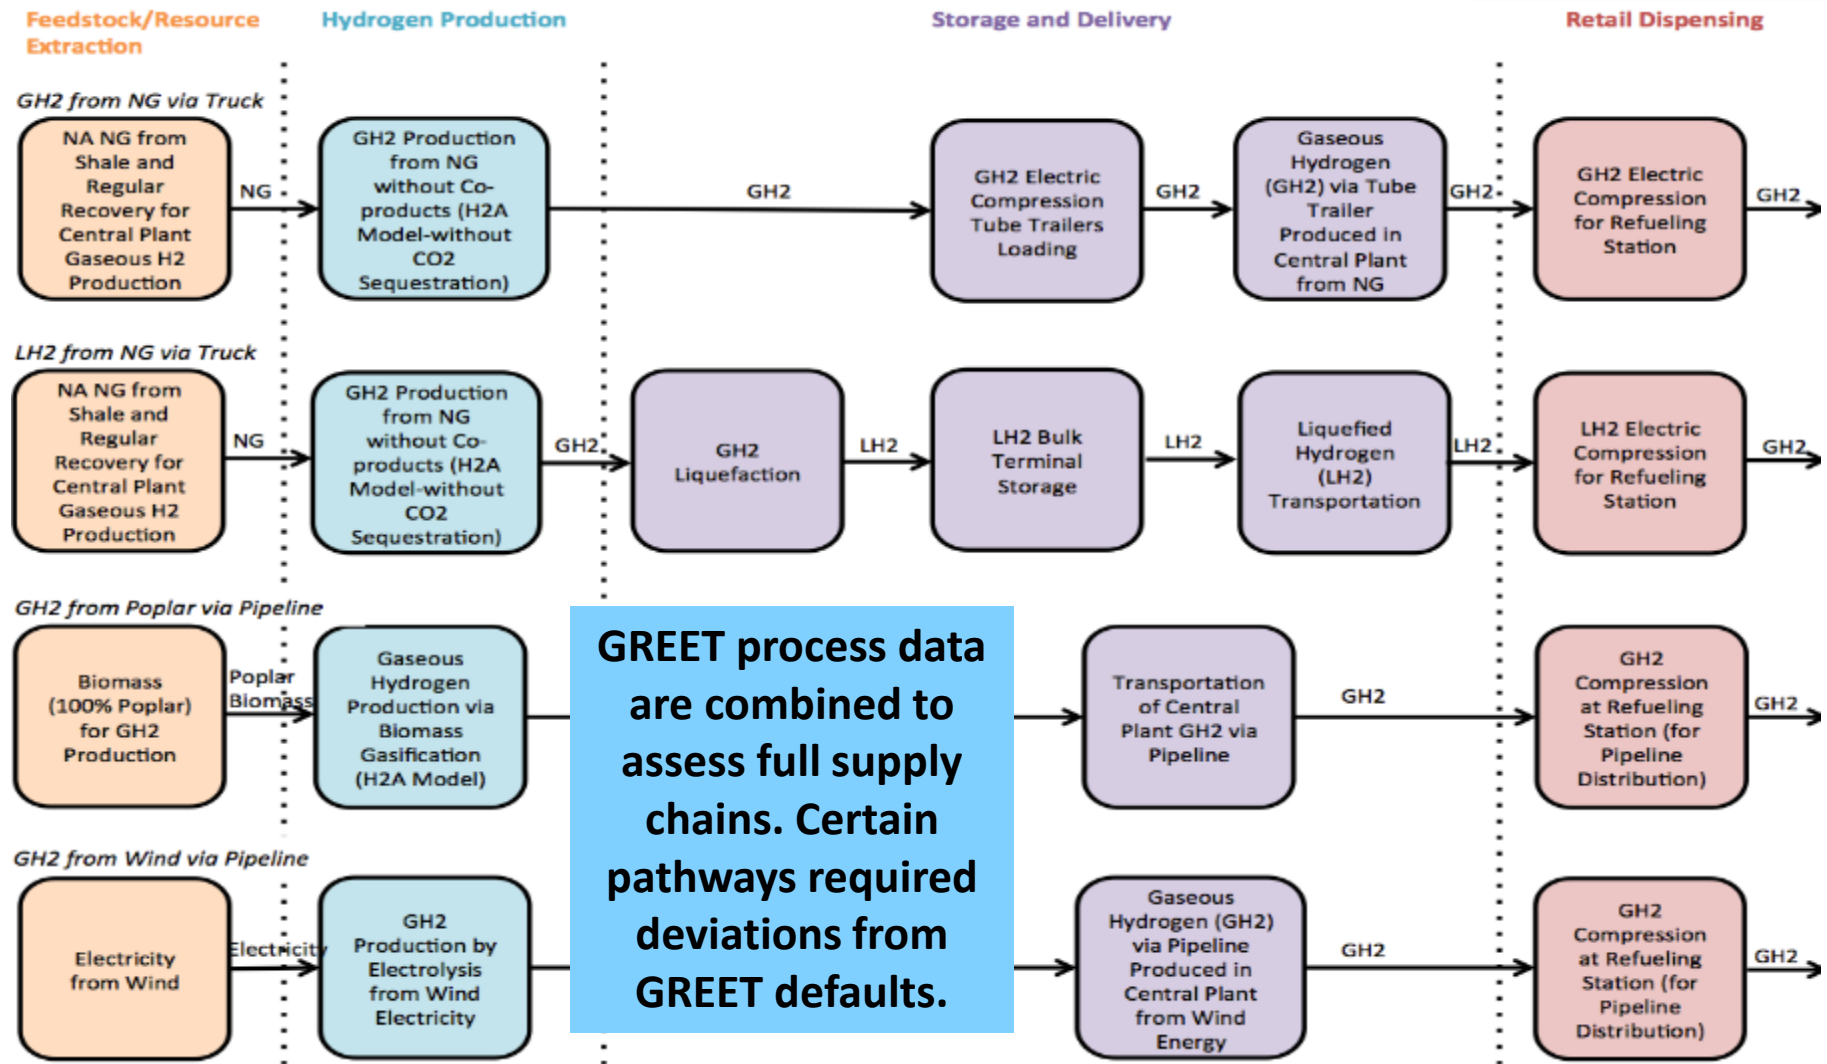 Feedstock/Resource
Extraction
Hydrogen Production
Storage and Delivery
Retail Dispensing
GH2 from NG via Truck
NA NG from
Shale and
Regular
Recovery for
Central Plant
Gaseous H2
Production
NG
GH2 Production
from NG
without Co-
products (H2A
Model-without
CO2
Sequestration)
GH2
GH2 Electric
Compression
Tube Trailers
Loading
GH2
Gaseous
Hydrogen
(GH2) via Tube
Trailer
Produced in
Central Plant
from NG
GH2
GH2 Electric
Compression
for Refueling
Station
GH2
LH2 from NG via Truck
NA NG from
Shale and
Regular
Recovery for
Central Plant
Gaseous H2
Production
NG
GH2 Production
from NG
without Co-
products (H2A
Model-without
CO2
Sequestration)
GH2
GH2
Liquefaction
LH2
LH2 Bulk
Terminal
Storage
LH2
Liquefied
Hydrogen
(LH2)
Transportation
LH2
LH2 Electric
Compression
for Refueling
Station
GH2
GH2 from Poplar via Pipeline
Biomass
(100% Poplar)
for GH2
Production
Poplar
Biomass
Gaseous
Hydrogen
Production via
Biomass
Gasification
(H2A Model)
Transportation
of Central
Plant GH2 via
Pipeline
GH2
GH2
Compression
at Refueling
Station (for
Pipeline
Distribution)
GH2
GREET process data
are combined to
assess full supply
chains. Certain
pathways required
deviations from
GREET defaults.
GH2 from Wind via Pipeline
Electricity
from Wind
Electricity
GH2
Production by
Electrolysis
from Wind
Electricity
Gaseous
Hydrogen (GH2)
via Pipeline
Produced in
Central Plant
from Wind
Energy
GH2
GH2
Compression
at Refueling
Station (for
Pipeline
Distribution)
GH2